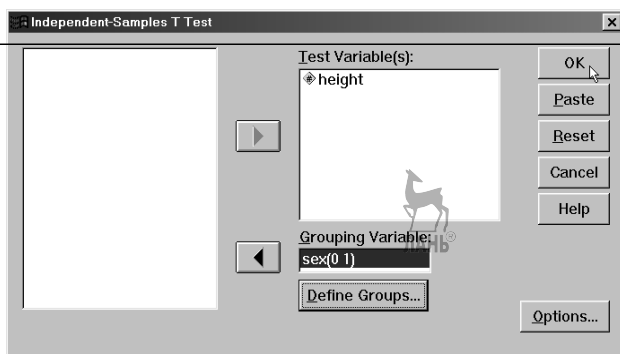 Independent-Samples T Test
Test Variable(s):
height
OK
Paste
Reset
Cancel
Help
ЛАНЬ®
Grouping Variable:
sex(0 1)
Define Groups...
Options...